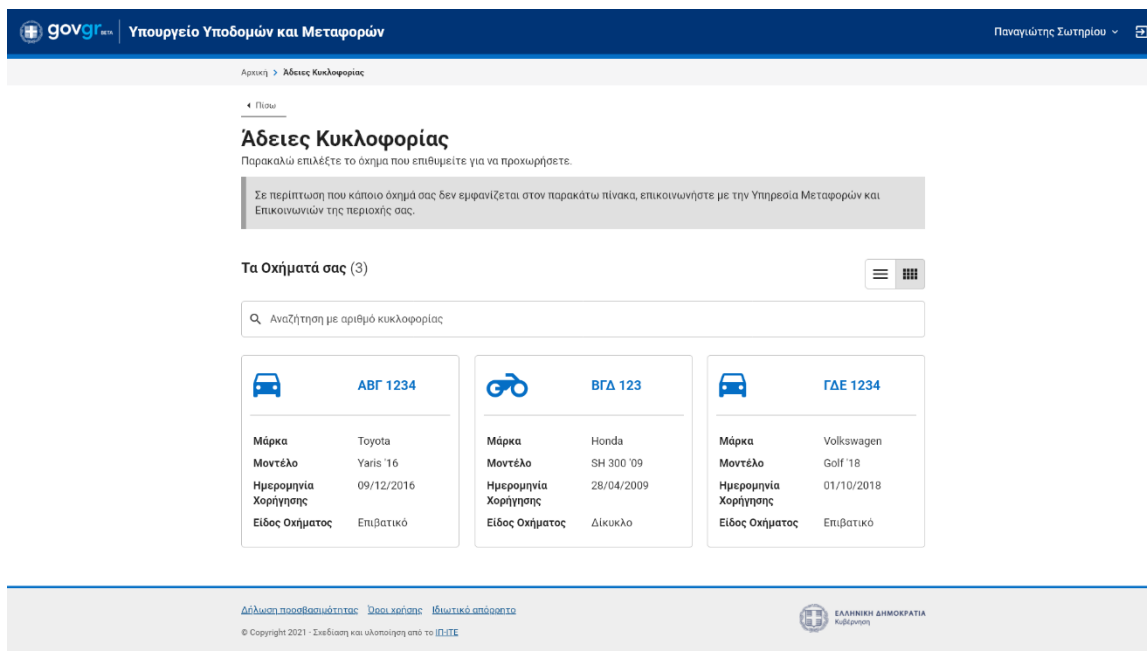 govgr BETA Υπουργείο Υποδομών και Μεταφορών Παναγιώτης Σωτηρίου
Αρχική > Άδειες Κυκλοφορίας
Πίσω
Άδειες Κυκλοφορίας
Παρακαλώ επιλέξτε το όχημα που επιθυμείτε για να προχωρήσετε.
Σε περίπτωση που κάποιο όχημά σας δεν εμφανίζεται στον παρακάτω πίνακα, επικοινωνήστε με την Υπηρεσία Μεταφορών και
Επικοινωνιών της περιοχής σας.
Τα Οχήματά σας (3)
Αναζήτηση με αριθμό κυκλοφορίας
ΑΒΓ 1234
Μάρκα Toyota
Μοντέλο Yaris '16
Ημερομηνία 09/12/2016
Χορήγησης
Είδος Οχήματος Επιβατικό
ΒΓΔ 123
Μάρκα Honda
Μοντέλο SH 300 '09
Ημερομηνία 28/04/2009
Χορήγησης
Είδος Οχήματος Δίκυκλο
ΓΔΕ 1234
Μάρκα Volkswagen
Μοντέλο Golf '18
Ημερομηνία 01/10/2018
Χορήγησης
Είδος Οχήματος Επιβατικό
Δήλωση προσβασιμότητας Όροι χρήσης Ιδιωτικό απόρρητο
© Copyright 2021 - Σχεδίαση και υλοποίηση από το ΙΠ-ΙΤΕ
ΕΛΛΗΝΙΚΗ ΔΗΜΟΚΡΑΤΙΑ
Κυβέρνηση